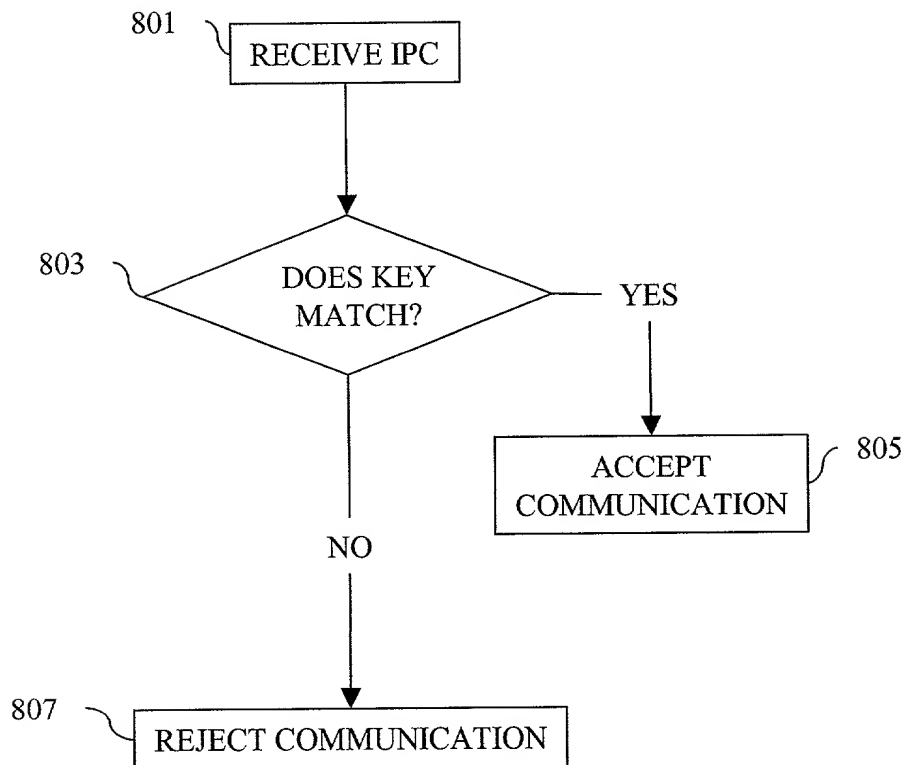 801
RECEIVE IPC
803
DOES KEY
MATCH?
YES
ACCEPT
COMMUNICATION
805
NO
807
REJECT COMMUNICATION